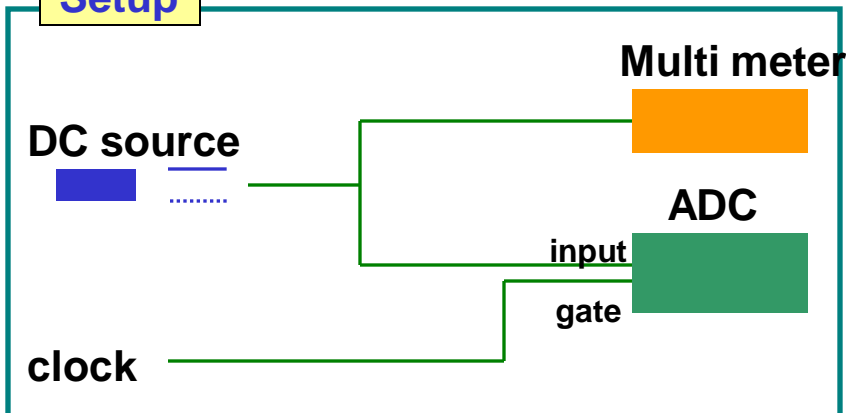 Setup
Multi meter
DC source
ADC
input
gate
clock